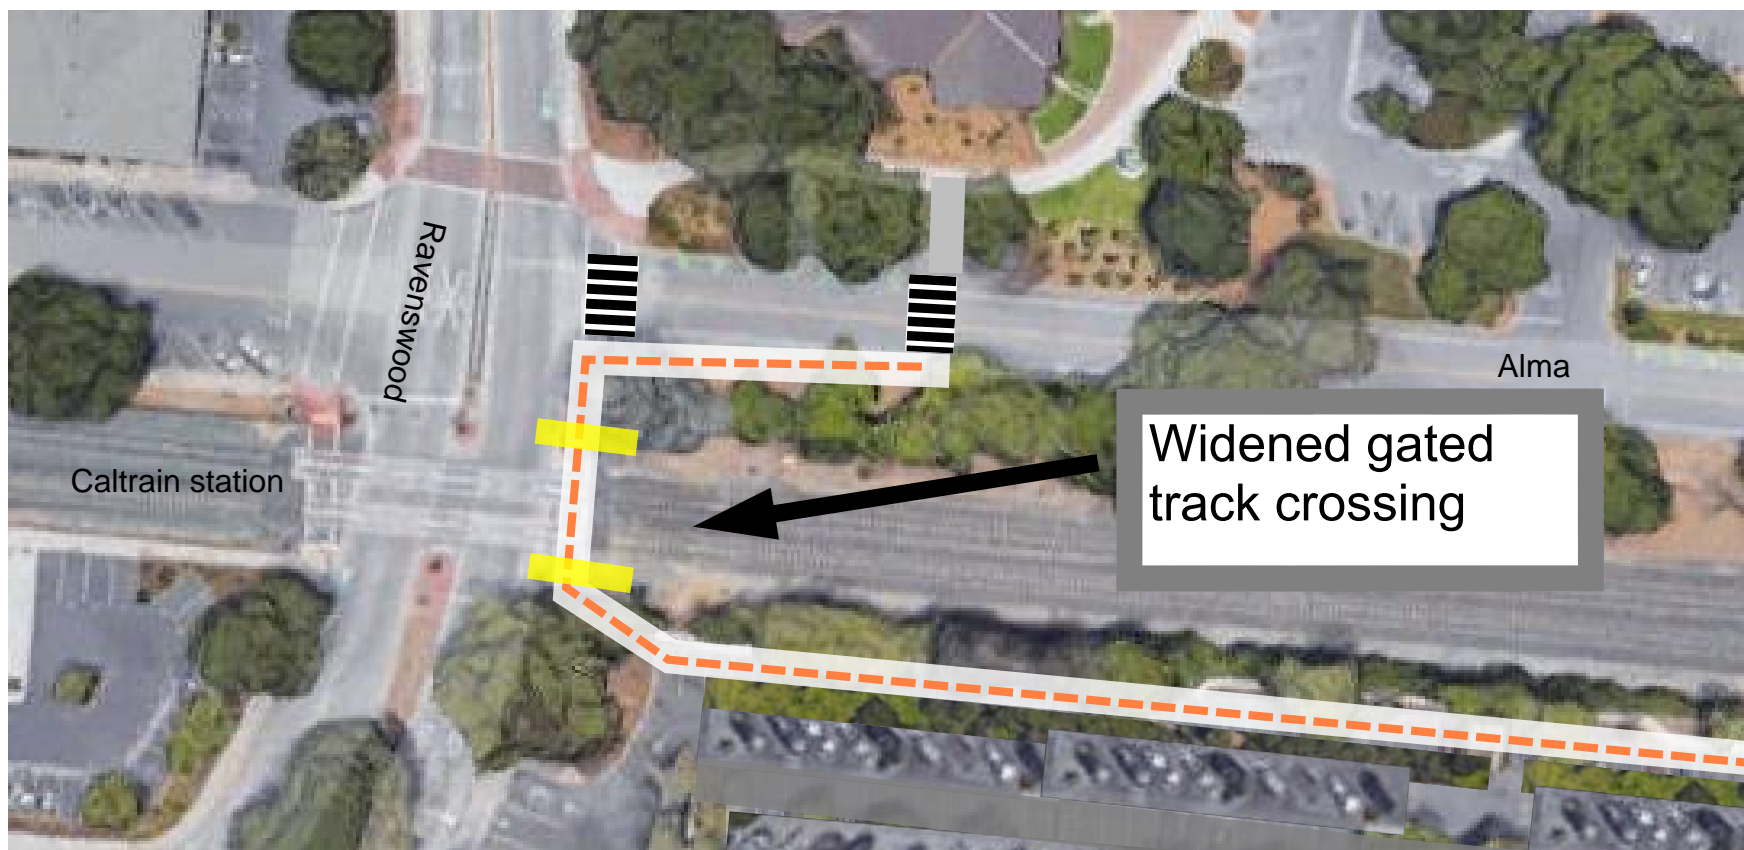 Ravenswood
Alma
Widened gated
track crossing
Caltrain station